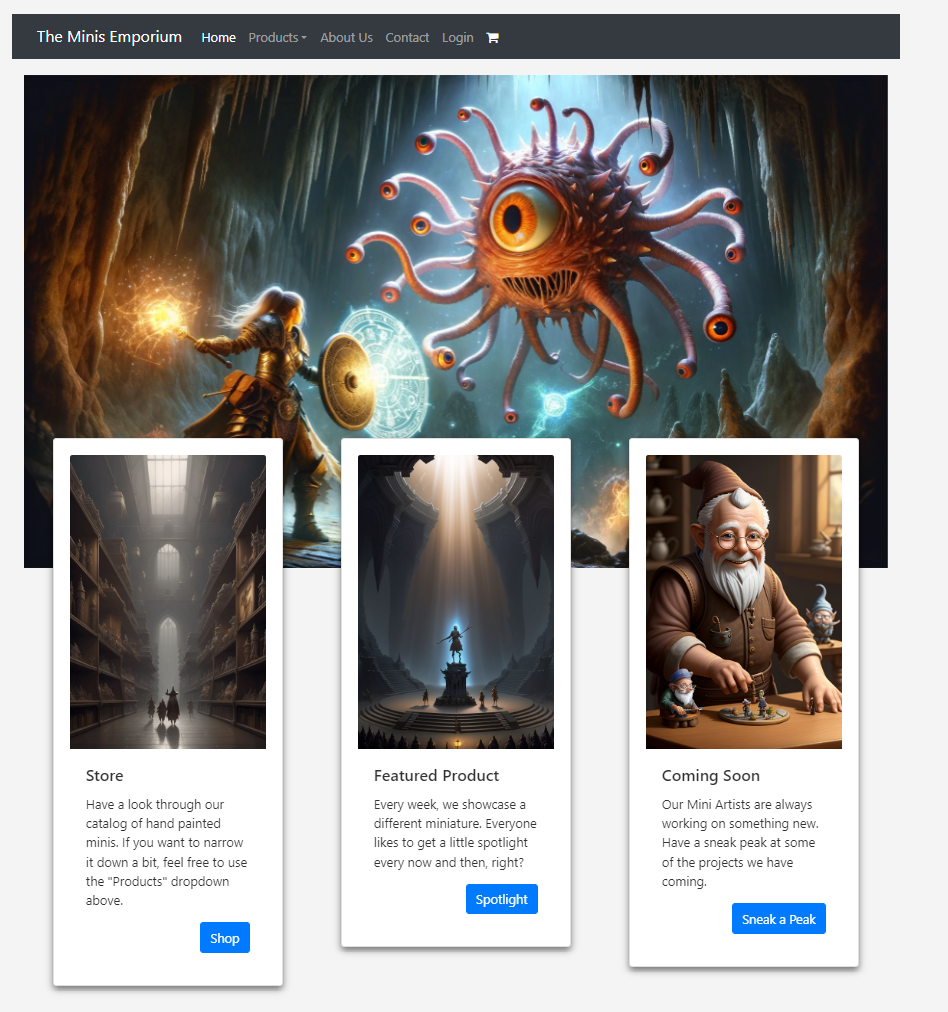 The Minis Emporium Home Products About Us Contact Login
Store
Have a look through our
catalog of hand painted
minis. If you want to narrow
it down a bit, feel free to use
the "Products" dropdown
above.
Shop
Featured Product
Every week, we showcase a
different miniature. Everyone
likes to get a little spotlight
every now and then, right?
Spotlight
Coming Soon
Our Mini Artists are always
working on something new.
Have a sneak peak at some
of the projects we have
coming.
Sneak a Peak